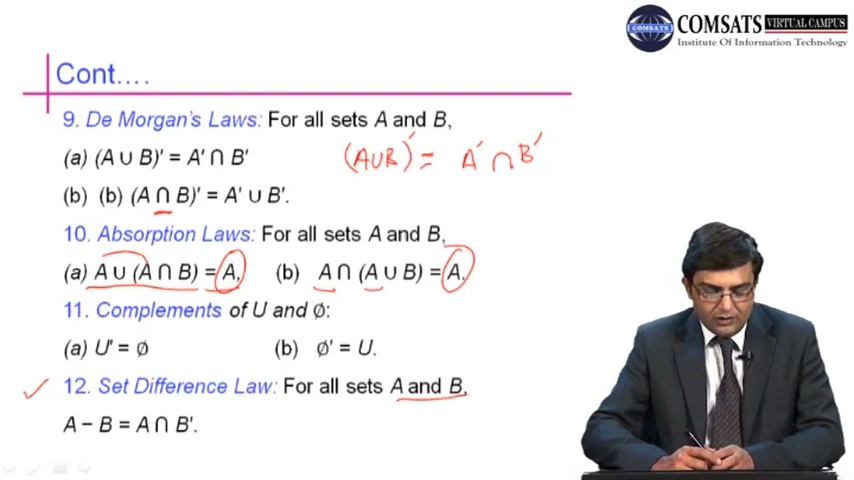 COMSATS VIRTUAL CAMPUS
COMSATS
Institute Of Information Technology
Cont....
9. De Morgan's Laws: For all sets A and B,
(a) (A ∪ B)' = A' ∩ B'
(A∪B)' = A' ∩ B'
(b) (b) (A ∩ B)' = A' ∪ B'.
10. Absorption Laws: For all sets A and B,
(a) A ∪ (A ∩ B) = A, (b) A ∩ (A ∪ B) = A.
11. Complements of U and ∅:
(a) U' = ∅ (b) ∅' = U.
12. Set Difference Law: For all sets A and B,
A − B = A ∩ B'.